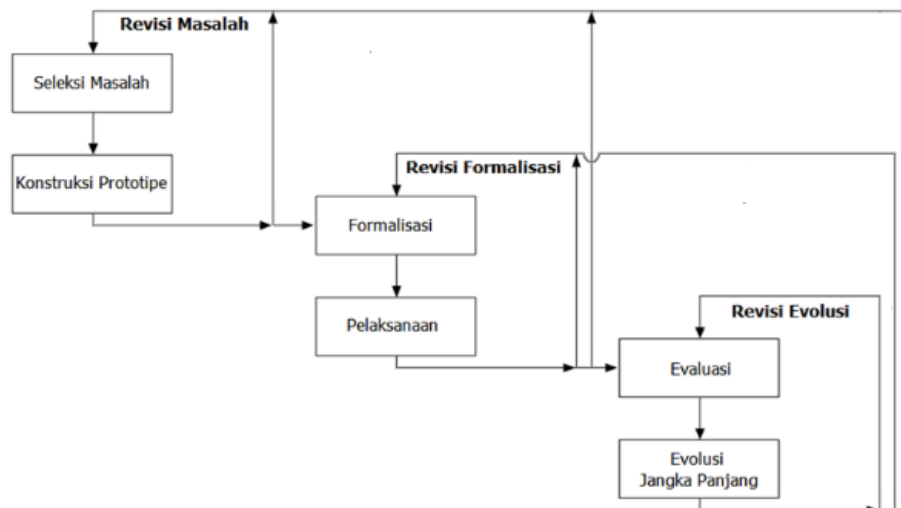 Revisi Masalah
Seleksi Masalah
Konstruksi Prototipe
Revisi Formalisasi
Formalisasi
Pelaksanaan
Revisi Evolusi
Evaluasi
Evolusi
Jangka Panjang